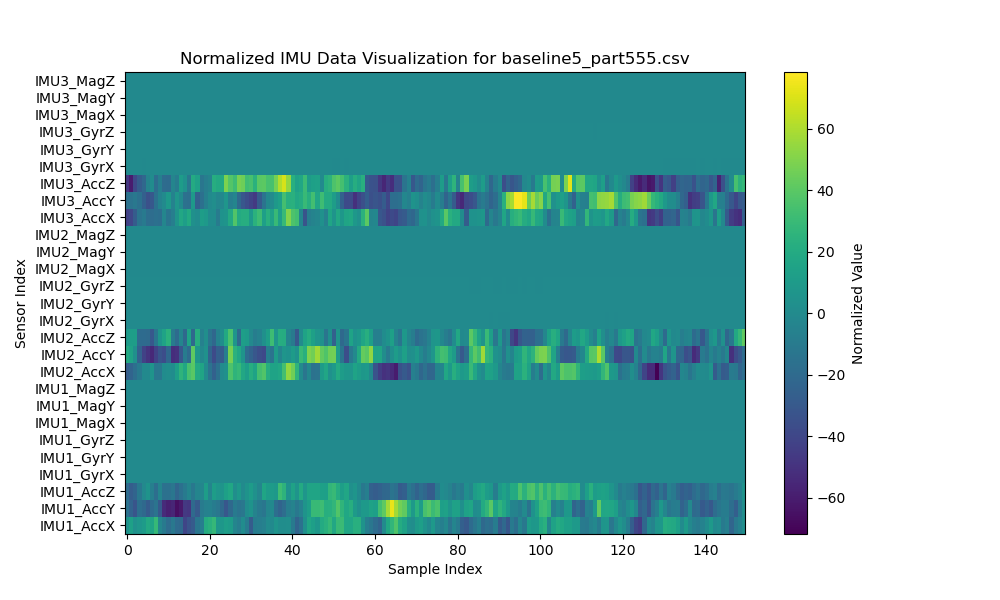 Normalized IMU Data Visualization for baseline5_part555.csv
IMU3_MagZ
IMU3_MagY
IMU3_MagX
IMU3_GyrZ
IMU3_GyrY
IMU3_GyrX
IMU3_AccZ
IMU3_AccY
IMU3_AccX
IMU2_MagZ
IMU2_MagY
IMU2_MagX
IMU2_GyrZ
IMU2_GyrY
IMU2_GyrX
IMU2_AccZ
IMU2_AccY
IMU2_AccX
IMU1_MagZ
IMU1_MagY
IMU1_MagX
IMU1_GyrZ
IMU1_GyrY
IMU1_GyrX
IMU1_AccZ
IMU1_AccY
IMU1_AccX
Sensor Index
0 20 40 60 80 100 120 140
Sample Index
60
40
20
0
−20
−40
−60
Normalized Value